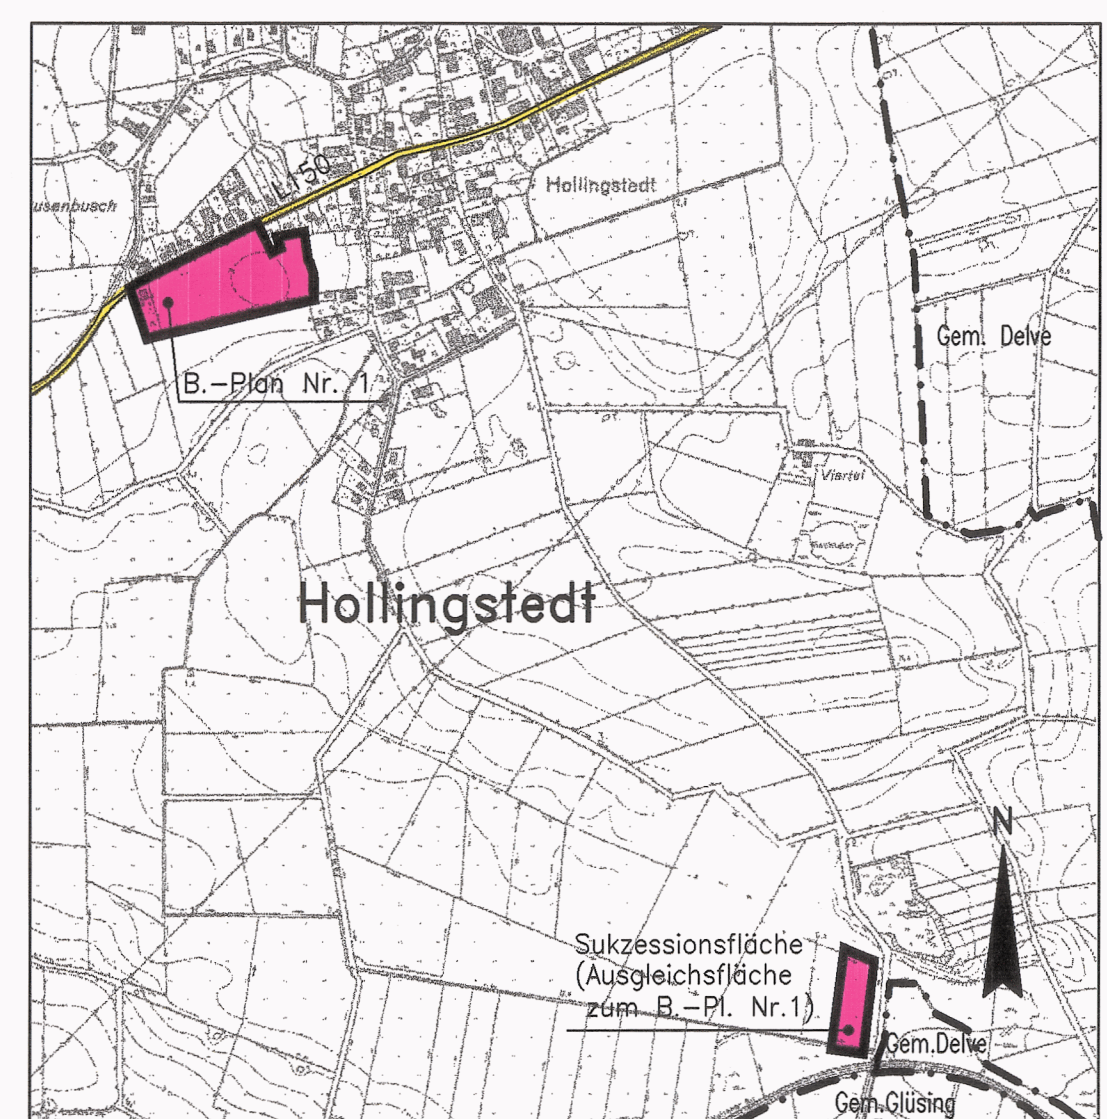 L150
Hollingstedt
usenbusch
Gem. Delve
B.-Plan Nr. 1
Viertel
Hollingstedt
N
Sukzessionsfläche
(Ausgleichsfläche
zum B.-Pl. Nr.1)
Gem.Delve
Gem.Glüsing